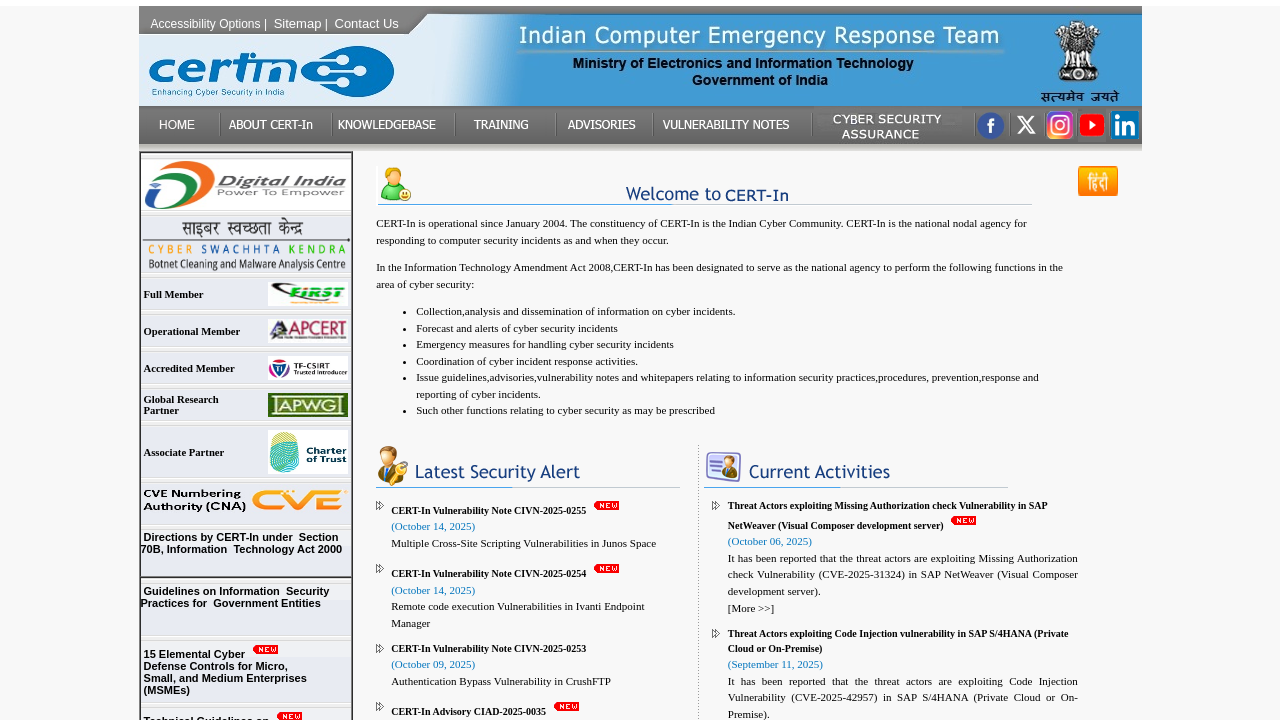 Accessibility Options | Sitemap | Contact Us
Indian Computer Emergency Response Team
Ministry of Electronics and Information Technology
Government of India
certin
Enhancing Cyber Security in India
सत्यमेव जयते
HOME
ABOUT CERT-In
KNOWLEDGEBASE
TRAINING
ADVISORIES
VULNERABILITY NOTES
CYBER SECURITY
ASSURANCE
Digital India
Power To Empower
साइबर स्वच्छता केन्द्र
CYBER SWACHHTA KENDRA
Botnet Cleaning and Malware Analysis Centre
Full Member
FIRST
Operational Member
APCERT
Accredited Member
TF-CSIRT
Trusted Introducer
Global Research
Partner
APWG
Associate Partner
Charter
of Trust
CVE Numbering
Authority (CNA)
CVE
Directions by CERT-In under Section
70B, Information Technology Act 2000
Guidelines on Information Security
Practices for Government Entities
15 Elemental Cyber NEW
Defense Controls for Micro,
Small, and Medium Enterprises
(MSMEs)
Technical Guidelines on NEW
Welcome to CERT-In
हिंदी
CERT-In is operational since January 2004. The constituency of CERT-In is the Indian Cyber Community. CERT-In is the national nodal agency for
responding to computer security incidents as and when they occur.
In the Information Technology Amendment Act 2008,CERT-In has been designated to serve as the national agency to perform the following functions in the
area of cyber security:
• Collection,analysis and dissemination of information on cyber incidents.
• Forecast and alerts of cyber security incidents
• Emergency measures for handling cyber security incidents
• Coordination of cyber incident response activities.
• Issue guidelines,advisories,vulnerability notes and whitepapers relating to information security practices,procedures, prevention,response and
reporting of cyber incidents.
• Such other functions relating to cyber security as may be prescribed
Latest Security Alert
CERT-In Vulnerability Note CIVN-2025-0255 NEW
(October 14, 2025)
Multiple Cross-Site Scripting Vulnerabilities in Junos Space
CERT-In Vulnerability Note CIVN-2025-0254 NEW
(October 14, 2025)
Remote code execution Vulnerabilities in Ivanti Endpoint
Manager
CERT-In Vulnerability Note CIVN-2025-0253
(October 09, 2025)
Authentication Bypass Vulnerability in CrushFTP
CERT-In Advisory CIAD-2025-0035 NEW
Current Activities
Threat Actors exploiting Missing Authorization check Vulnerability in SAP
NetWeaver (Visual Composer development server) NEW
(October 06, 2025)
It has been reported that the threat actors are exploiting Missing Authorization
check Vulnerability (CVE-2025-31324) in SAP NetWeaver (Visual Composer
development server).
[More >>]
Threat Actors exploiting Code Injection vulnerability in SAP S/4HANA (Private
Cloud or On-Premise)
(September 11, 2025)
It has been reported that the threat actors are exploiting Code Injection
Vulnerability (CVE-2025-42957) in SAP S/4HANA (Private Cloud or On-
Premise).